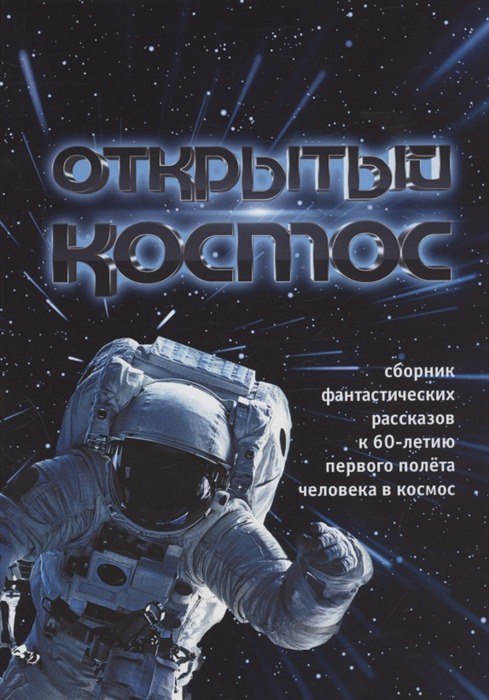 ОТКРЫТЫЙ
КОСМОС
сборник
фантастических
рассказов
к 60-летию
первого полёта
человека в космос